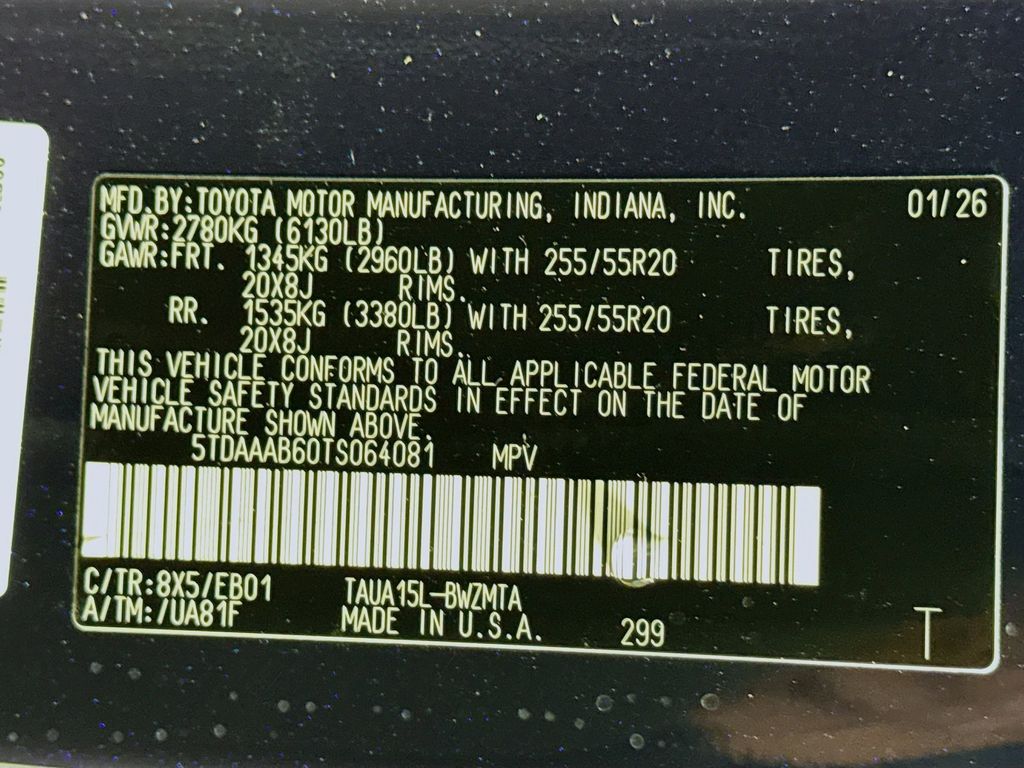 MFD.BY:TOYOTA MOTOR MANUFACTURING, INDIANA, INC. 01/26
GVWR:2780KG (6130LB)
GAWR:FRT. 1345KG (2960LB) WITH 255/55R20 TIRES,
20X8J RIMS.
RR. 1535KG (3380LB) WITH 255/55R20 TIRES,
20X8J RIMS.
THIS VEHICLE CONFORMS TO ALL APPLICABLE FEDERAL MOTOR
VEHICLE SAFETY STANDARDS IN EFFECT ON THE DATE OF
MANUFACTURE SHOWN ABOVE.
5TDAAAB60TS064081 MPV
C/TR:8X5/EB01 TAUA15L-BWZMTA
A/TM:/UA81F MADE IN U.S.A. 299 T